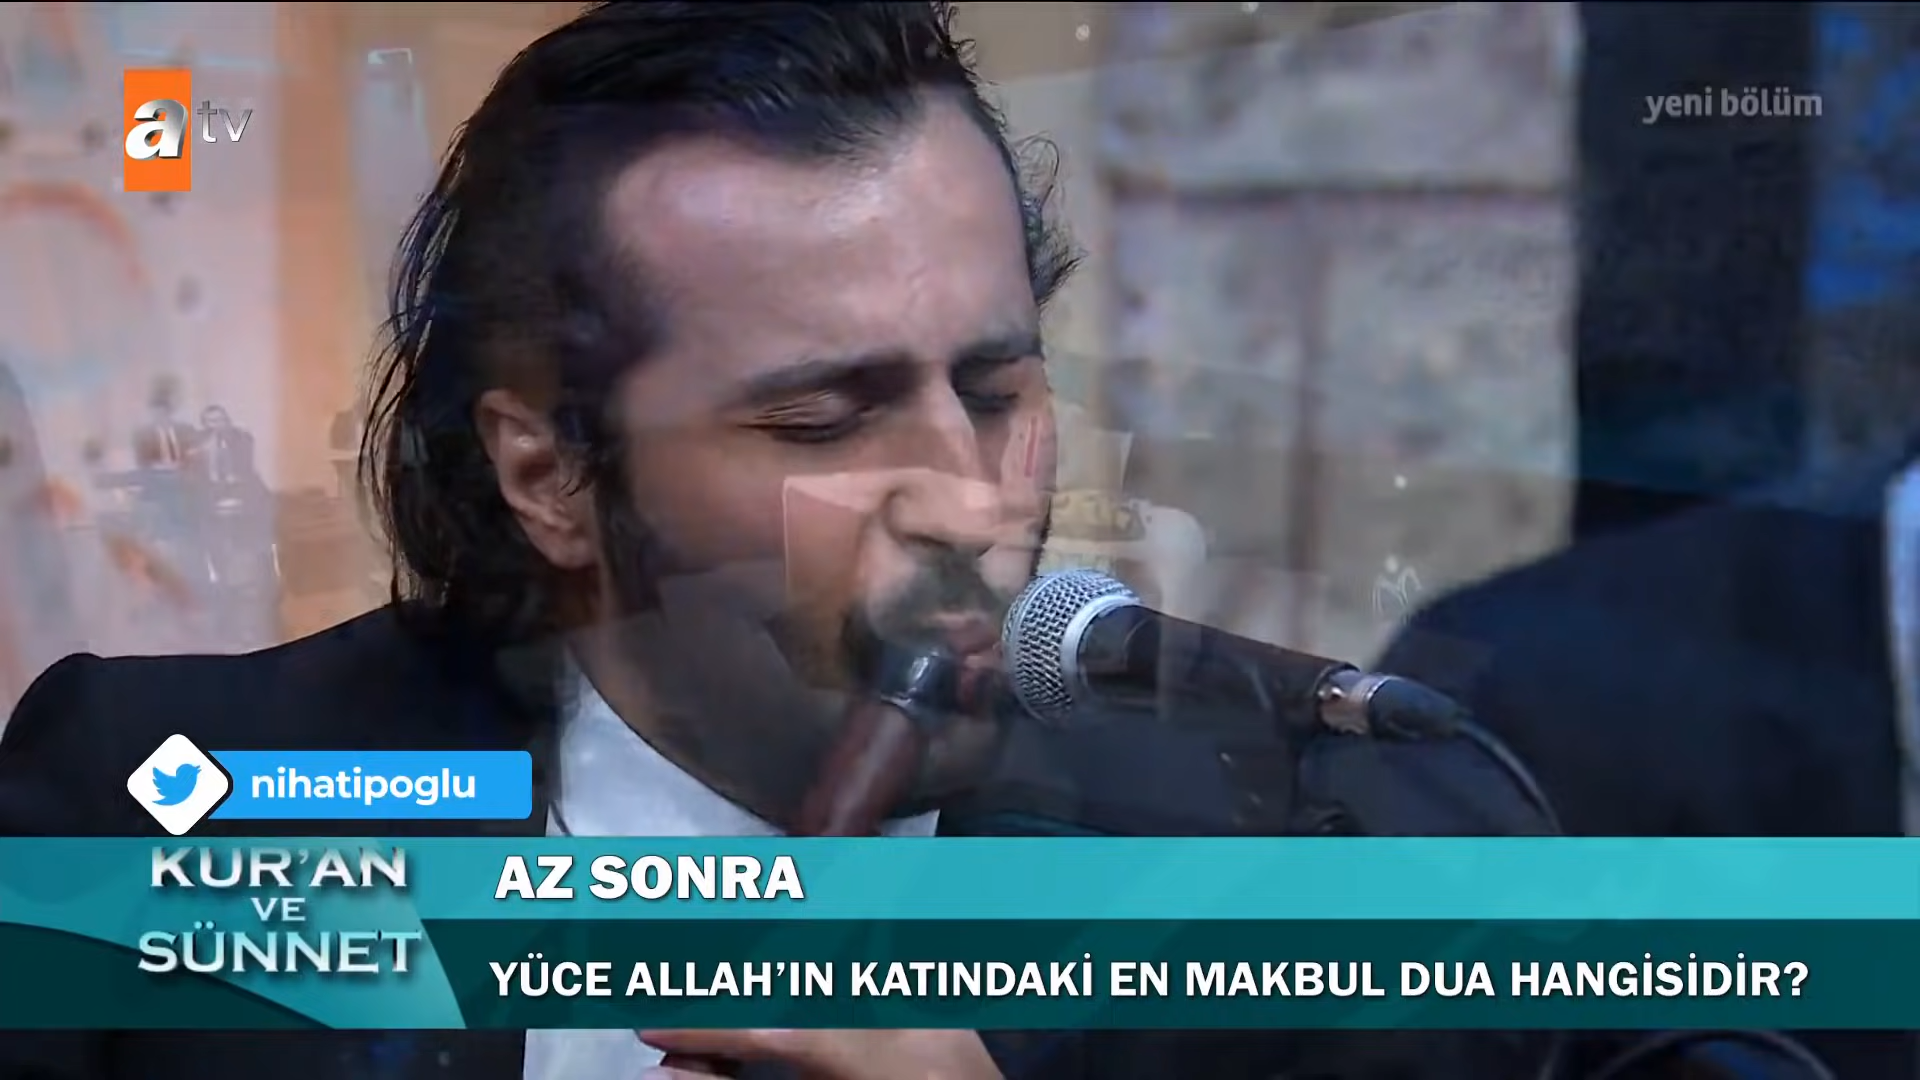 a tv
yeni bölüm
nihatipoglu
KUR'AN
VE
SÜNNET
AZ SONRA
YÜCE ALLAH'IN KATINDAKİ EN MAKBUL DUA HANGİSİDİR?